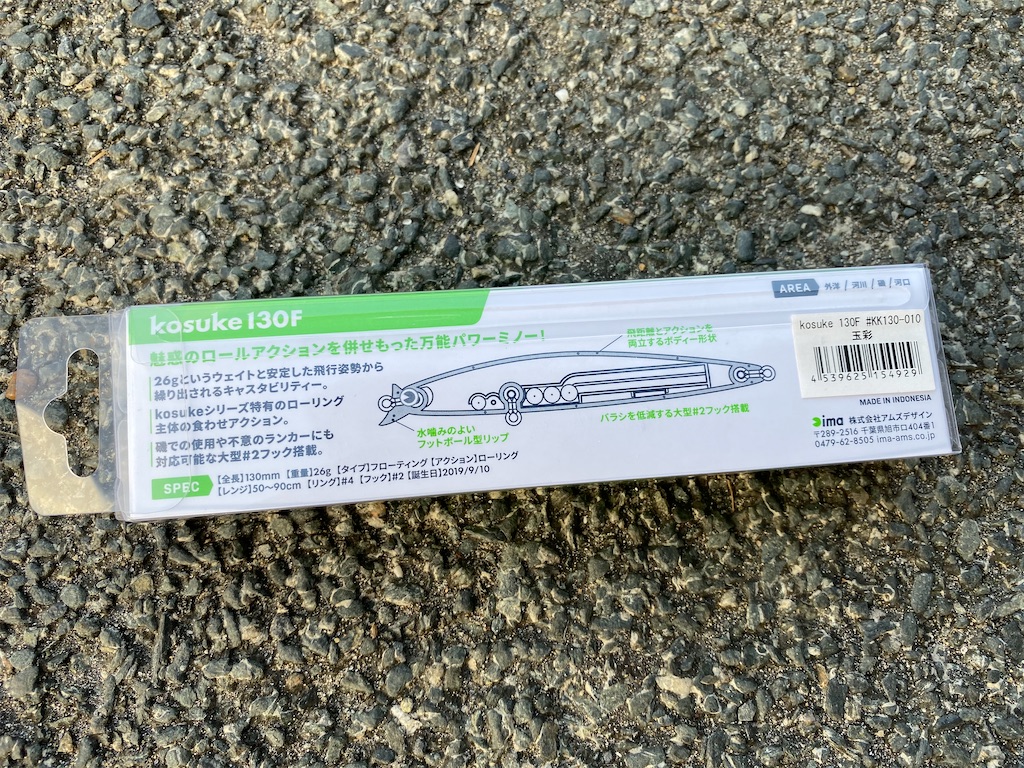 kosuke 130F
AREA 外洋 / 河川 / 磯 / 河口
魅惑のロールアクションを併せもった万能パワーミノー!
26gというウェイトと安定した飛行姿勢から
繰り出されるキャスタビリティー。
kosukeシリーズ特有のローリング
主体の食わせアクション。
磯での使用や不意のランカーにも
対応可能な大型#2フック搭載。
飛距離とアクションを
両立するボディー形状
水噛みのよい
フットボール型リップ
バラシを低減する大型#2フック搭載
SPEC
【全長】130mm 【重量】26g 【タイプ】フローティング 【アクション】ローリング
【レンジ】50〜90cm 【リング】#4 【フック】#2 【誕生日】2019/9/10
kosuke 130F #KK130-010
玉彩
4 539625 154929
MADE IN INDONESIA
ima 株式会社アムズデザイン
〒289-2516 千葉県旭市ロ404番1
0479-62-8505 ima-ams.co.jp